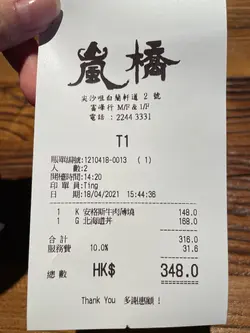 嵐橋
尖沙咀白蘭軒道 2 號
富峰行 M/F & 1/F
電話：2244 3331
T1
賬單編號:1210418-0013 (1)
人　數:2
開檯時間:14:20
印 單 員:Ting
日　期:18/04/2021 15:44:36
1 K 安格斯牛肉薄燒 148.0
1 G 北海道丼 168.0
合計 316.0
服務費 10.0% 31.6
總數 HK$ 348.0
Thank You 多謝惠顧！